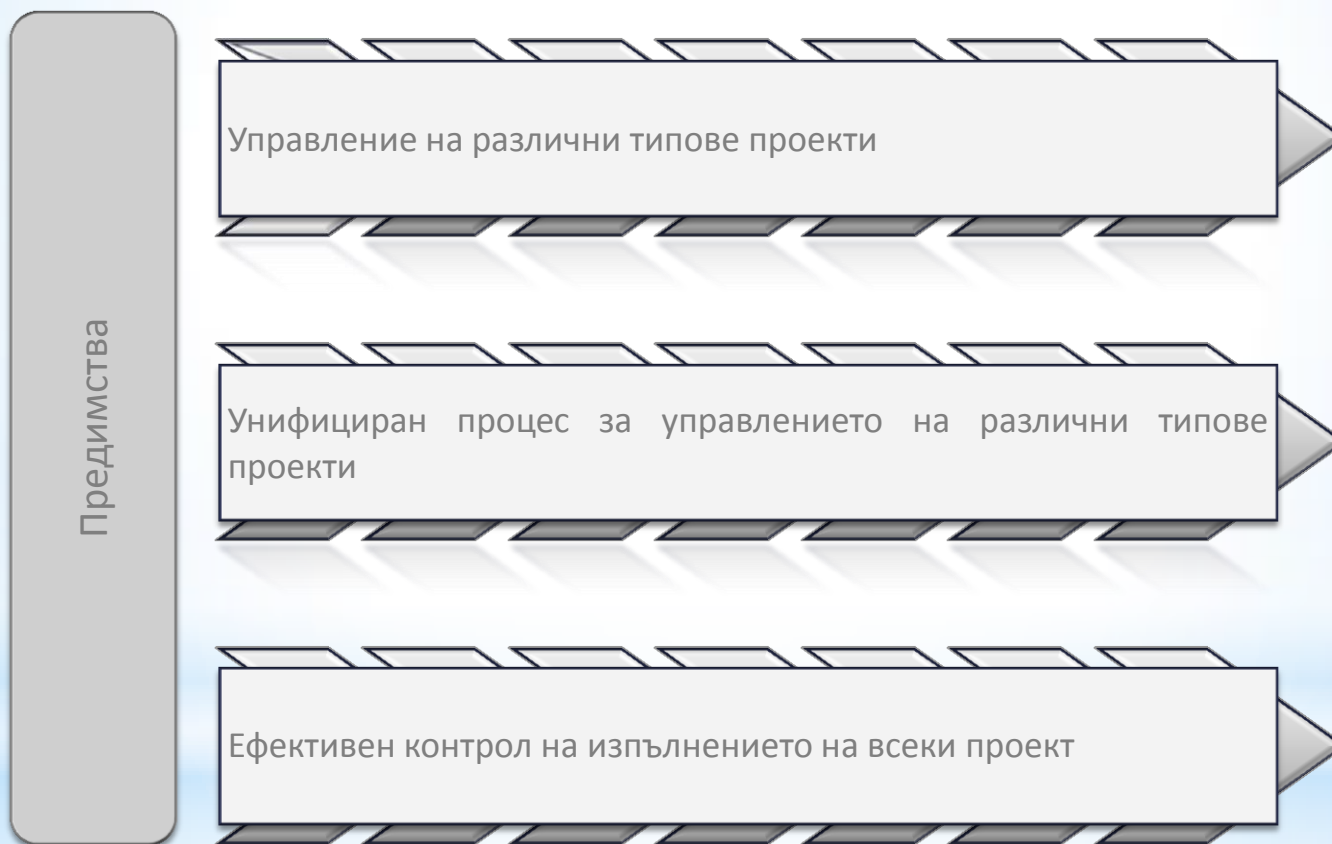 Предимства
Управление на различни типове проекти
Унифициран процес за управлението на различни типове
проекти
Ефективен контрол на изпълнението на всеки проект